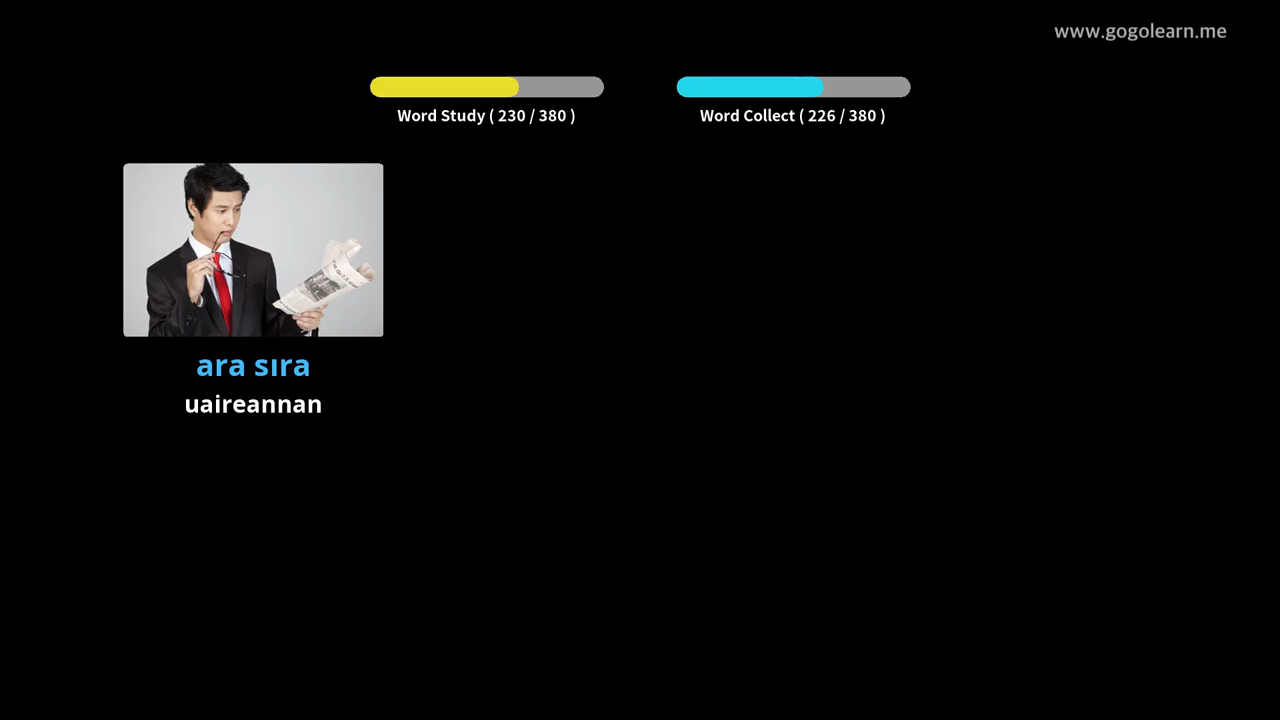 www.gogolearn.me
Word Study ( 230 / 380 )
Word Collect ( 226 / 380 )
ara sıra
uaireannan